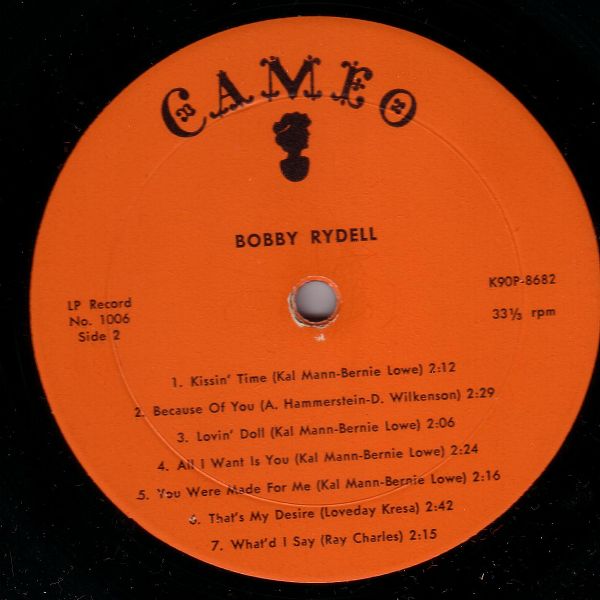 CAMEO
BOBBY RYDELL
LP Record
No. 1006
Side 2
K90P-8682
33⅓ rpm
1. Kissin' Time (Kal Mann-Bernie Lowe) 2:12
2. Because Of You (A. Hammerstein-D. Wilkenson) 2:29
3. Lovin' Doll (Kal Mann-Bernie Lowe) 2:06
4. All I Want Is You (Kal Mann-Bernie Lowe) 2:24
5. You Were Made For Me (Kal Mann-Bernie Lowe) 2:16
6. That's My Desire (Loveday Kresa) 2:42
7. What'd I Say (Ray Charles) 2:15